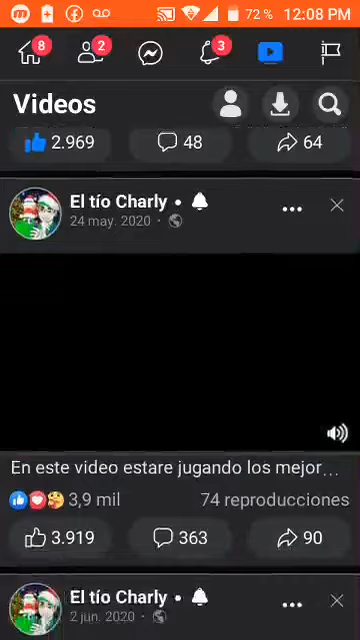 72 % 12:08 PM
8 2 3
Videos
2.969 48 64
El tío Charly •
24 may. 2020 ·
En este video estare jugando los mejor...
3,9 mil 74 reproducciones
3.919 363 90
El tío Charly •
2 jun. 2020 ·